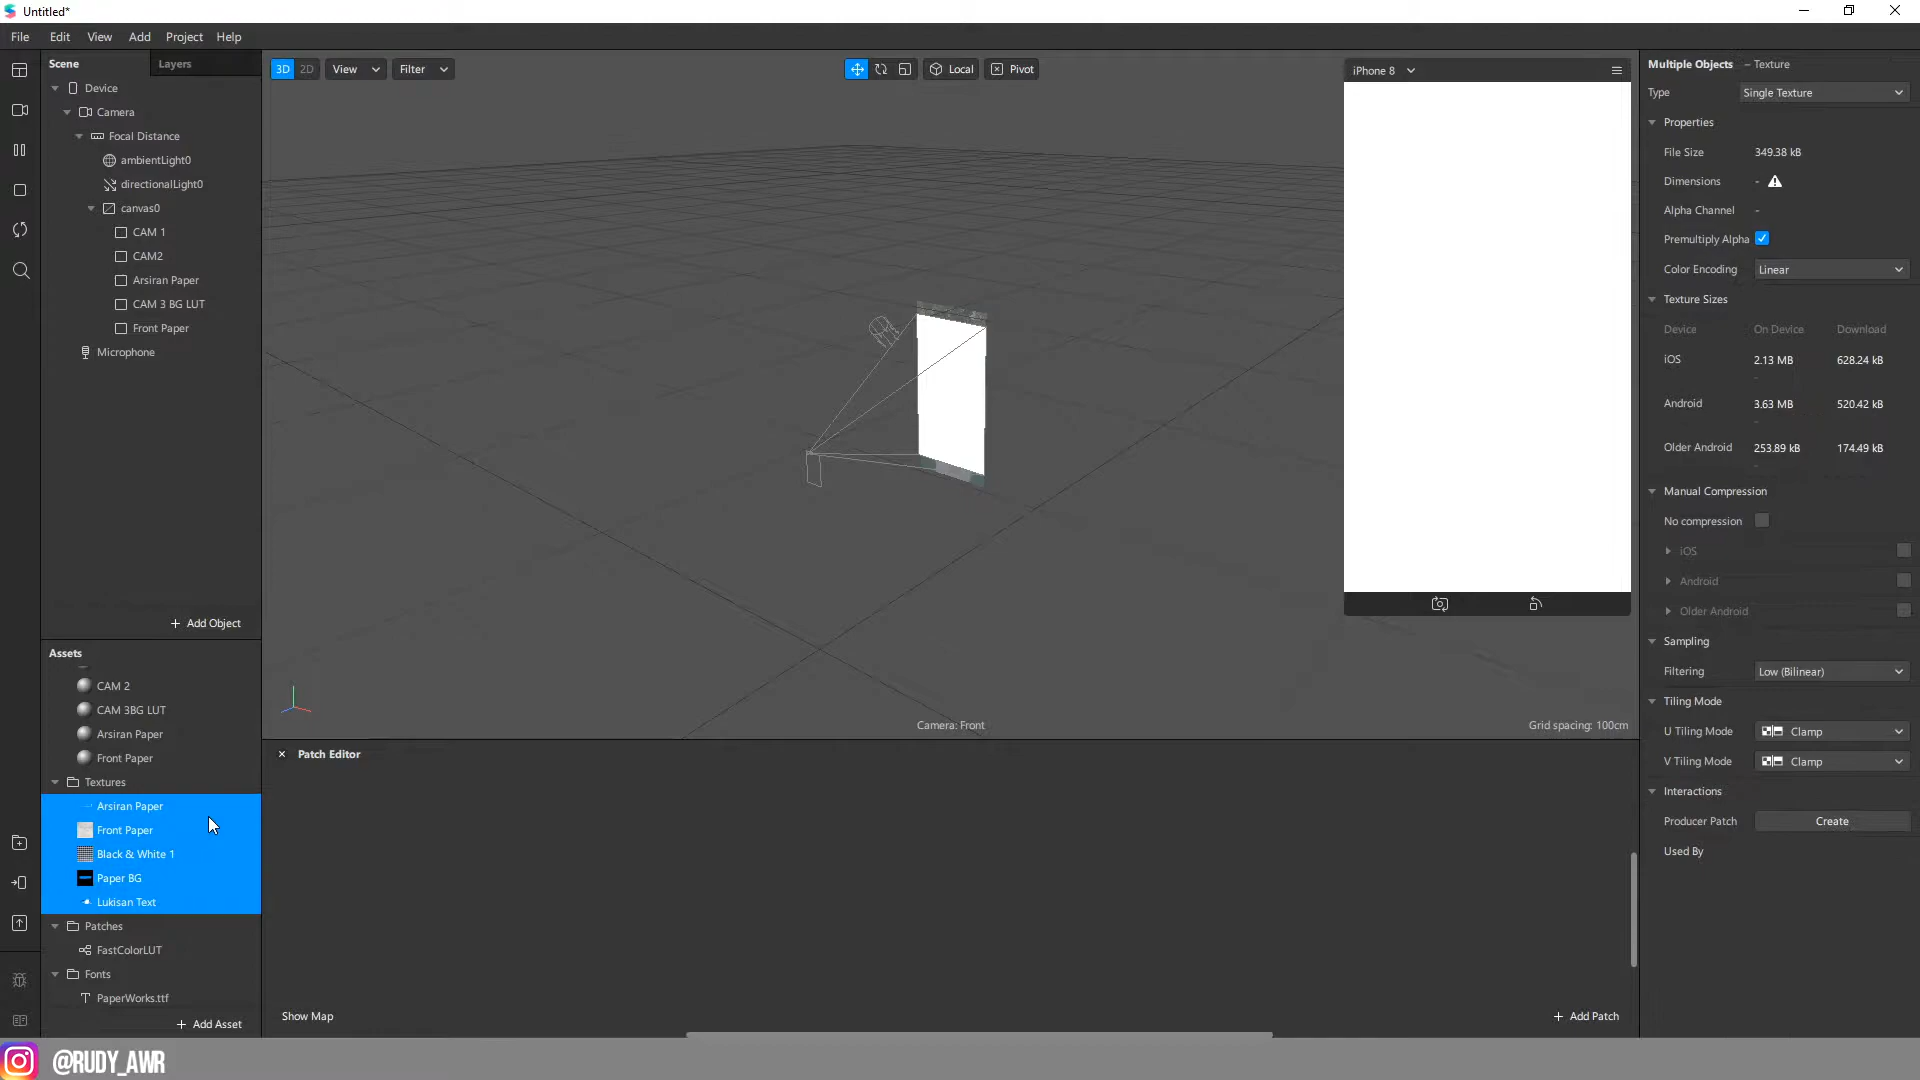 Untitled*
File Edit View Add Project Help
Scene Layers
Device
Camera
Focal Distance
ambientLight0
directionalLight0
canvas0
CAM 1
CAM2
Arsiran Paper
CAM 3 BG LUT
Front Paper
Microphone
+ Add Object
Assets
CAM 2
CAM 3BG LUT
Arsiran Paper
Front Paper
Textures
Arsiran Paper
Front Paper
Black & White 1
Paper BG
Lukisan Text
Patches
FastColorLUT
Fonts
PaperWorks.ttf
+ Add Asset
3D 2D View Filter Local Pivot
iPhone 8
Camera: Front
Grid spacing: 100cm
Patch Editor
Show Map
+ Add Patch
Multiple Objects – Texture
Type Single Texture
Properties
File Size 349.38 kB
Dimensions -
Alpha Channel -
Premultiply Alpha
Color Encoding Linear
Texture Sizes
Device On Device Download
iOS 2.13 MB 628.24 kB
-
Android 3.63 MB 520.42 kB
-
Older Android 253.89 kB 174.49 kB
-
Manual Compression
No compression
iOS
Android
Older Android
Sampling
Filtering Low (Bilinear)
Tiling Mode
U Tiling Mode Clamp
V Tiling Mode Clamp
Interactions
Producer Patch Create
Used By
@RUDY_AWR